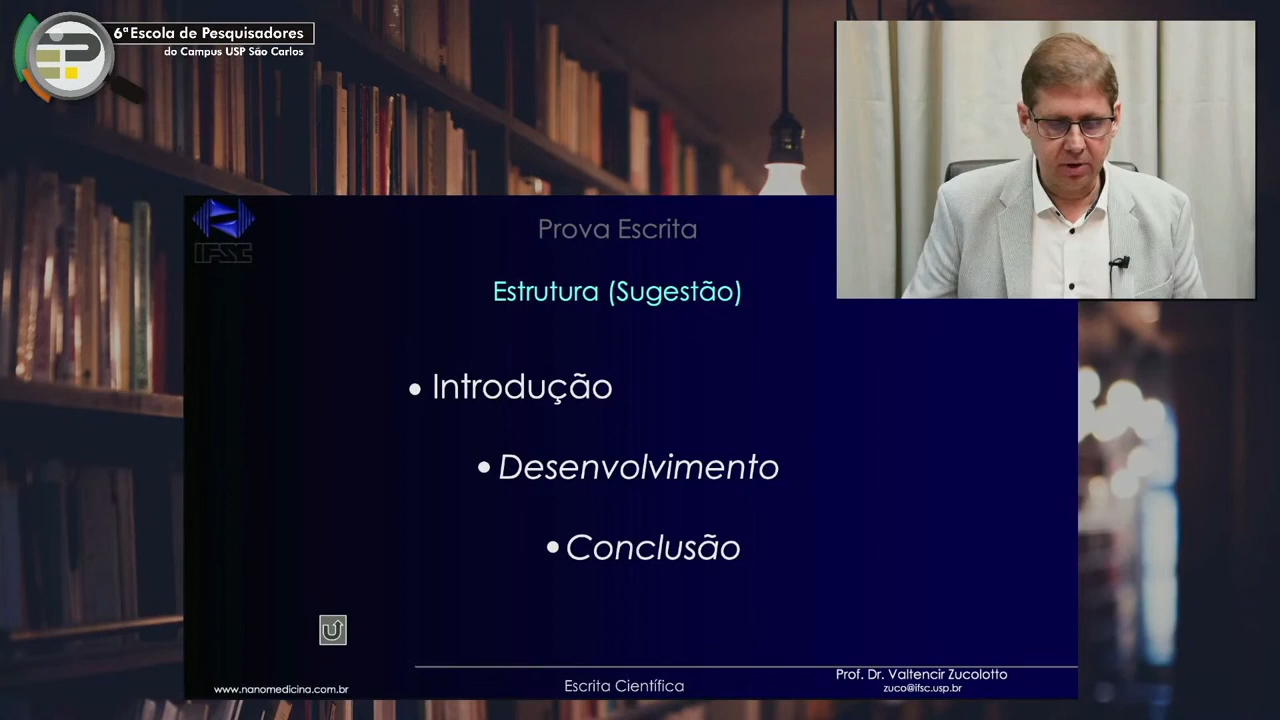 6ª Escola de Pesquisadores
do Campus USP São Carlos
IFSC
Prova Escrita
Estrutura (Sugestão)
• Introdução
• Desenvolvimento
• Conclusão
www.nanomedicina.com.br
Escrita Científica
Prof. Dr. Valtencir Zucolotto
zuco@ifsc.usp.br